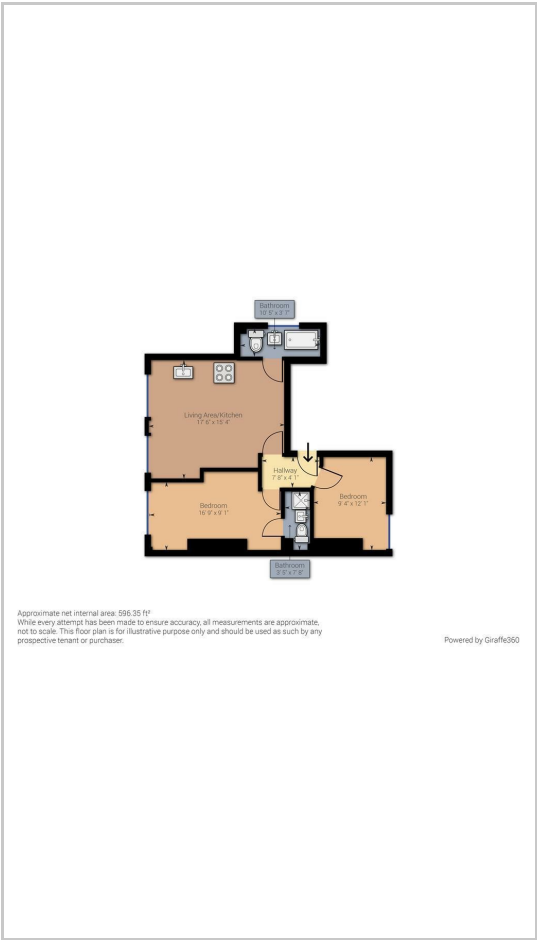 Bathroom
10' 5" x 3' 7"
Living Area/Kitchen
17' 6" x 15' 4"
Hallway
7' 8" x 4' 1"
Bedroom
16' 9" x 9' 1"
Bedroom
9' 4" x 12' 1"
Bathroom
3' 5" x 7' 8"
Approximate net internal area: 596.35 ft²
While every attempt has been made to ensure accuracy, all measurements are approximate,
not to scale. This floor plan is for illustrative purpose only and should be used as such by any
prospective tenant or purchaser.
Powered by Giraffe360